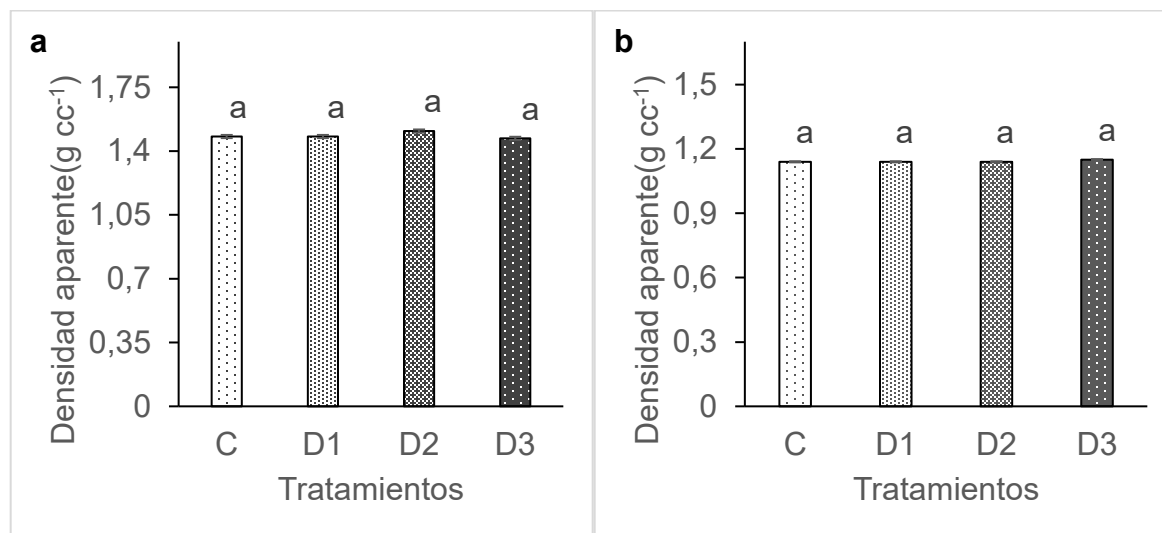 a
Densidad aparente(g cc⁻¹)
1,75
1,4
1,05
0,7
0,35
0
a
a
a
a
C
D1
D2
D3
Tratamientos
b
Densidad aparente(g cc⁻¹)
1,5
1,2
0,9
0,6
0,3
0
a
a
a
a
C
D1
D2
D3
Tratamientos